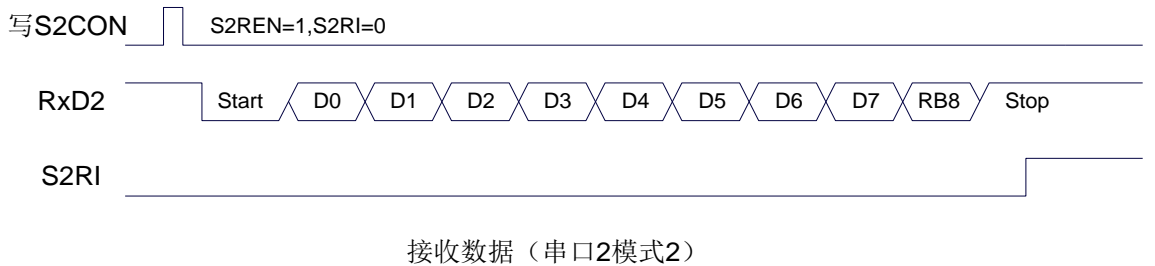 写S2CON S2REN=1,S2RI=0
RxD2 Start D0 D1 D2 D3 D4 D5 D6 D7 RB8 Stop
S2RI
接收数据（串口2模式2）